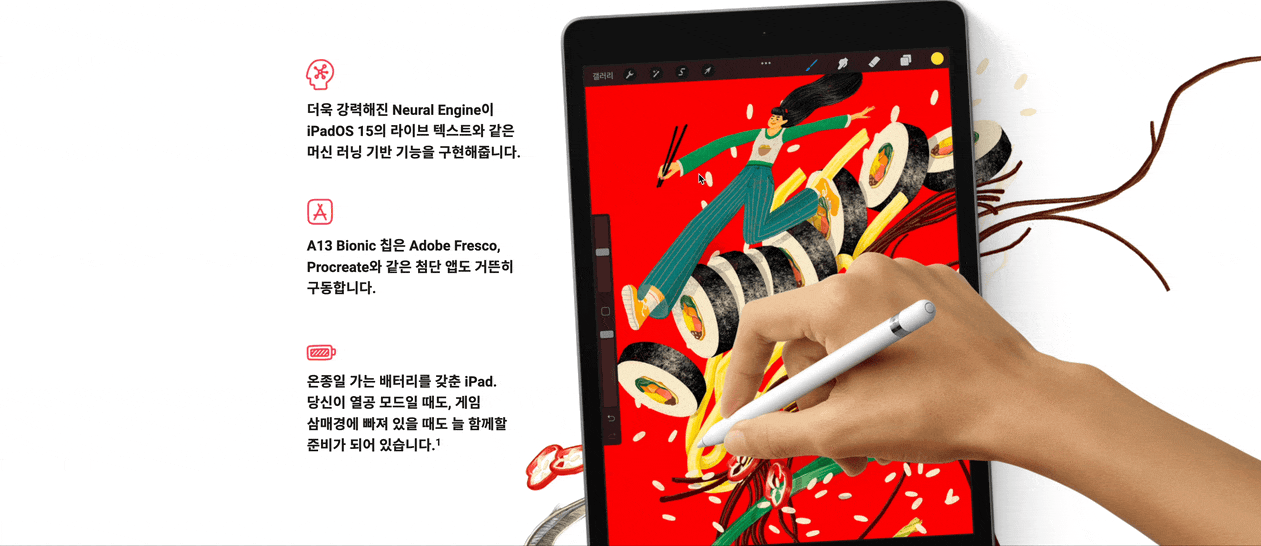 더욱 강력해진 Neural Engine이
iPadOS 15의 라이브 텍스트와 같은
머신 러닝 기반 기능을 구현해줍니다.
A13 Bionic 칩은 Adobe Fresco,
Procreate와 같은 첨단 앱도 거뜬히
구동합니다.
온종일 가는 배터리를 갖춘 iPad.
당신이 열공 모드일 때도, 게임
삼매경에 빠져 있을 때도 늘 함께할
준비가 되어 있습니다.¹
갤러리